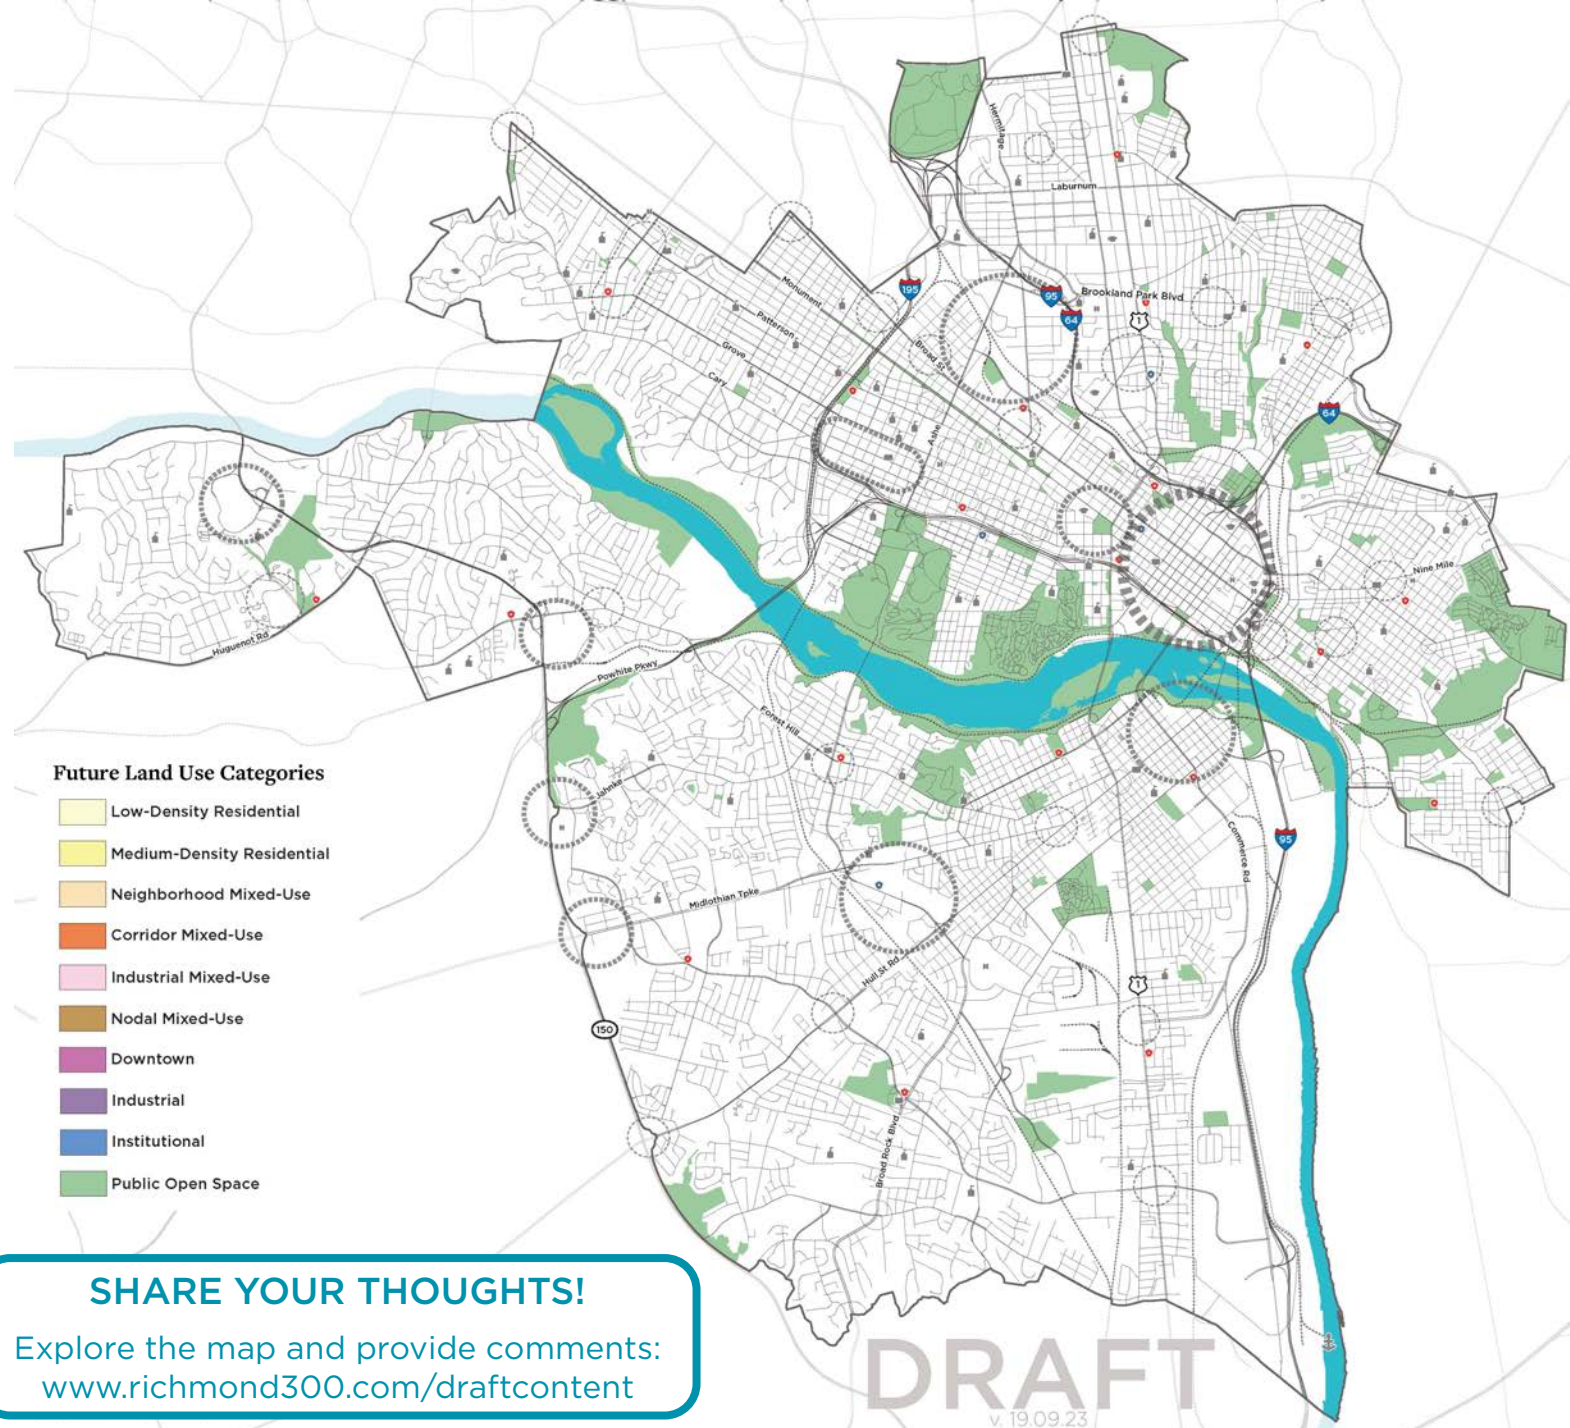 Hermitage
Laburnum
195
95
64
Brookland Park Blvd
1
Monument
Patterson
Grove
Cary
Broad St
Ashe
64
Nine Mile
Huguenot Rd
Powhite Pkwy
Forest Hill
Jahnke
Commerce Rd
95
Midlothian Tpke
Hull St Rd
1
150
Broad Rock Blvd
Future Land Use Categories
Low-Density Residential
Medium-Density Residential
Neighborhood Mixed-Use
Corridor Mixed-Use
Industrial Mixed-Use
Nodal Mixed-Use
Downtown
Industrial
Institutional
Public Open Space
SHARE YOUR THOUGHTS!
Explore the map and provide comments:
www.richmond300.com/draftcontent
DRAFT
v. 19.09.23